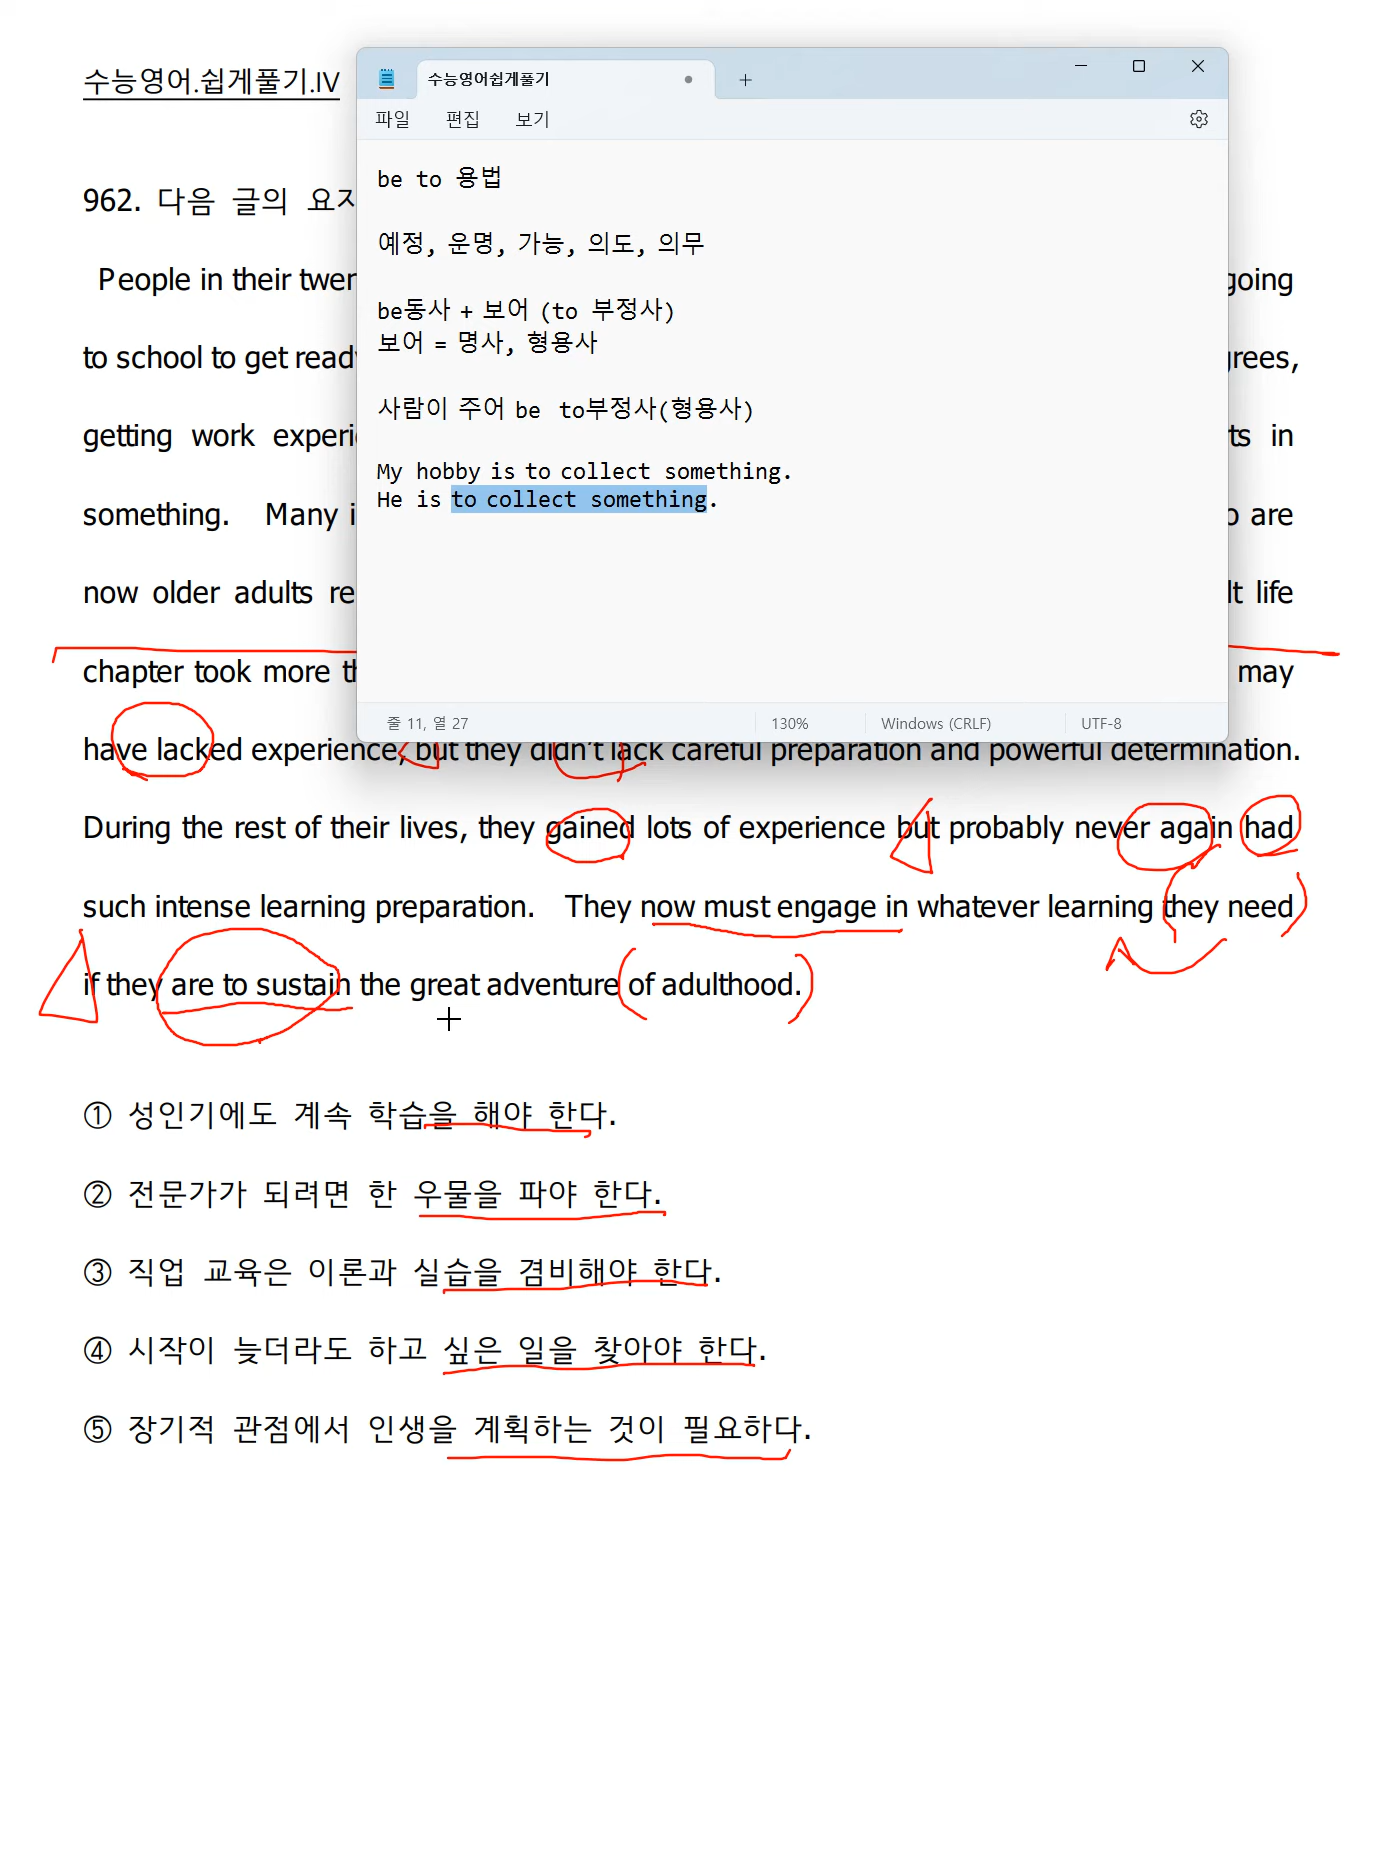 수능영어.쉽게풀기.IV
수능영어쉽게풀기
파일 편집 보기
be to 용법
예정, 운명, 가능, 의도, 의무
be동사 + 보어 (to 부정사)
보어 = 명사, 형용사
사람이 주어 be to부정사(형용사)
My hobby is to collect something.
He is to collect something.
줄 11, 열 27 130% Windows (CRLF) UTF-8
962. 다음 글의
People in their going
to school to get
getting work in
something. Many are
now older adults life
chapter took more may
have lacked experience, but they didn't lack careful preparation and powerful determination.
During the rest of their lives, they gained lots of experience but probably never again had
such intense learning preparation. They now must engage in whatever learning they need
if they are to sustain the great adventure of adulthood.
① 성인기에도 계속 학습을 해야 한다.
② 전문가가 되려면 한 우물을 파야 한다.
③ 직업 교육은 이론과 실습을 겸비해야 한다.
④ 시작이 늦더라도 하고 싶은 일을 찾아야 한다.
⑤ 장기적 관점에서 인생을 계획하는 것이 필요하다.